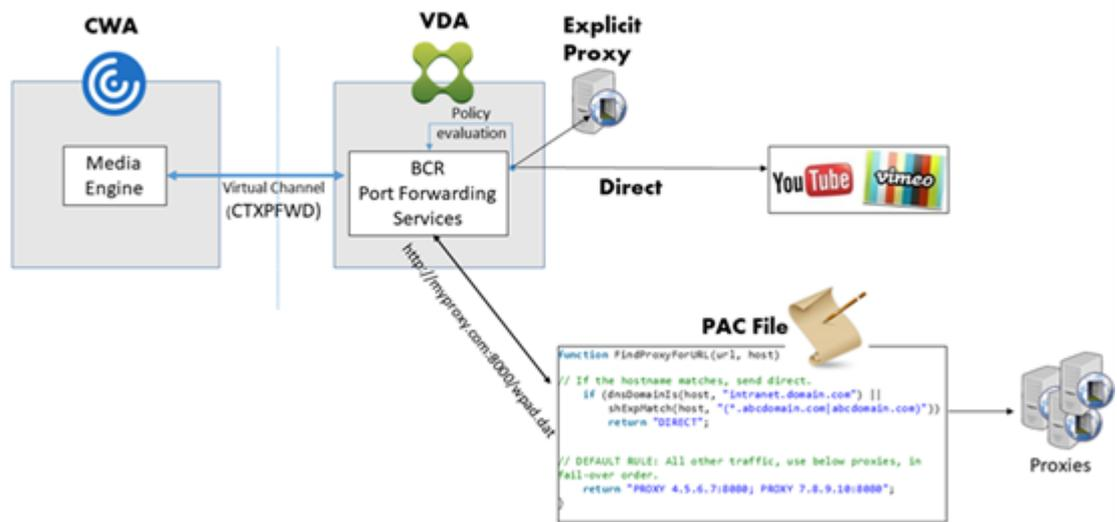 CWA
VDA
Explicit
Proxy
Policy
evaluation
Media
Engine
Virtual Channel
(CTXPFWD)
BCR
Port Forwarding
Services
Direct
YouTube
vimeo
http://myproxy.com:8000/wpad.dat
PAC File
function FindProxyForURL(url, host)
// If the hostname matches, send direct.
if (dnsDomainIs(host, "intranet.domain.com") ||
shExpMatch(host, "(*.abcdomain.com|abcdomain.com)"))
return "DIRECT";
// DEFAULT RULE: All other traffic, use below proxies, in
fail-over order.
return "PROXY 4.5.6.7:8080; PROXY 7.8.9.10:8080";
}
Proxies